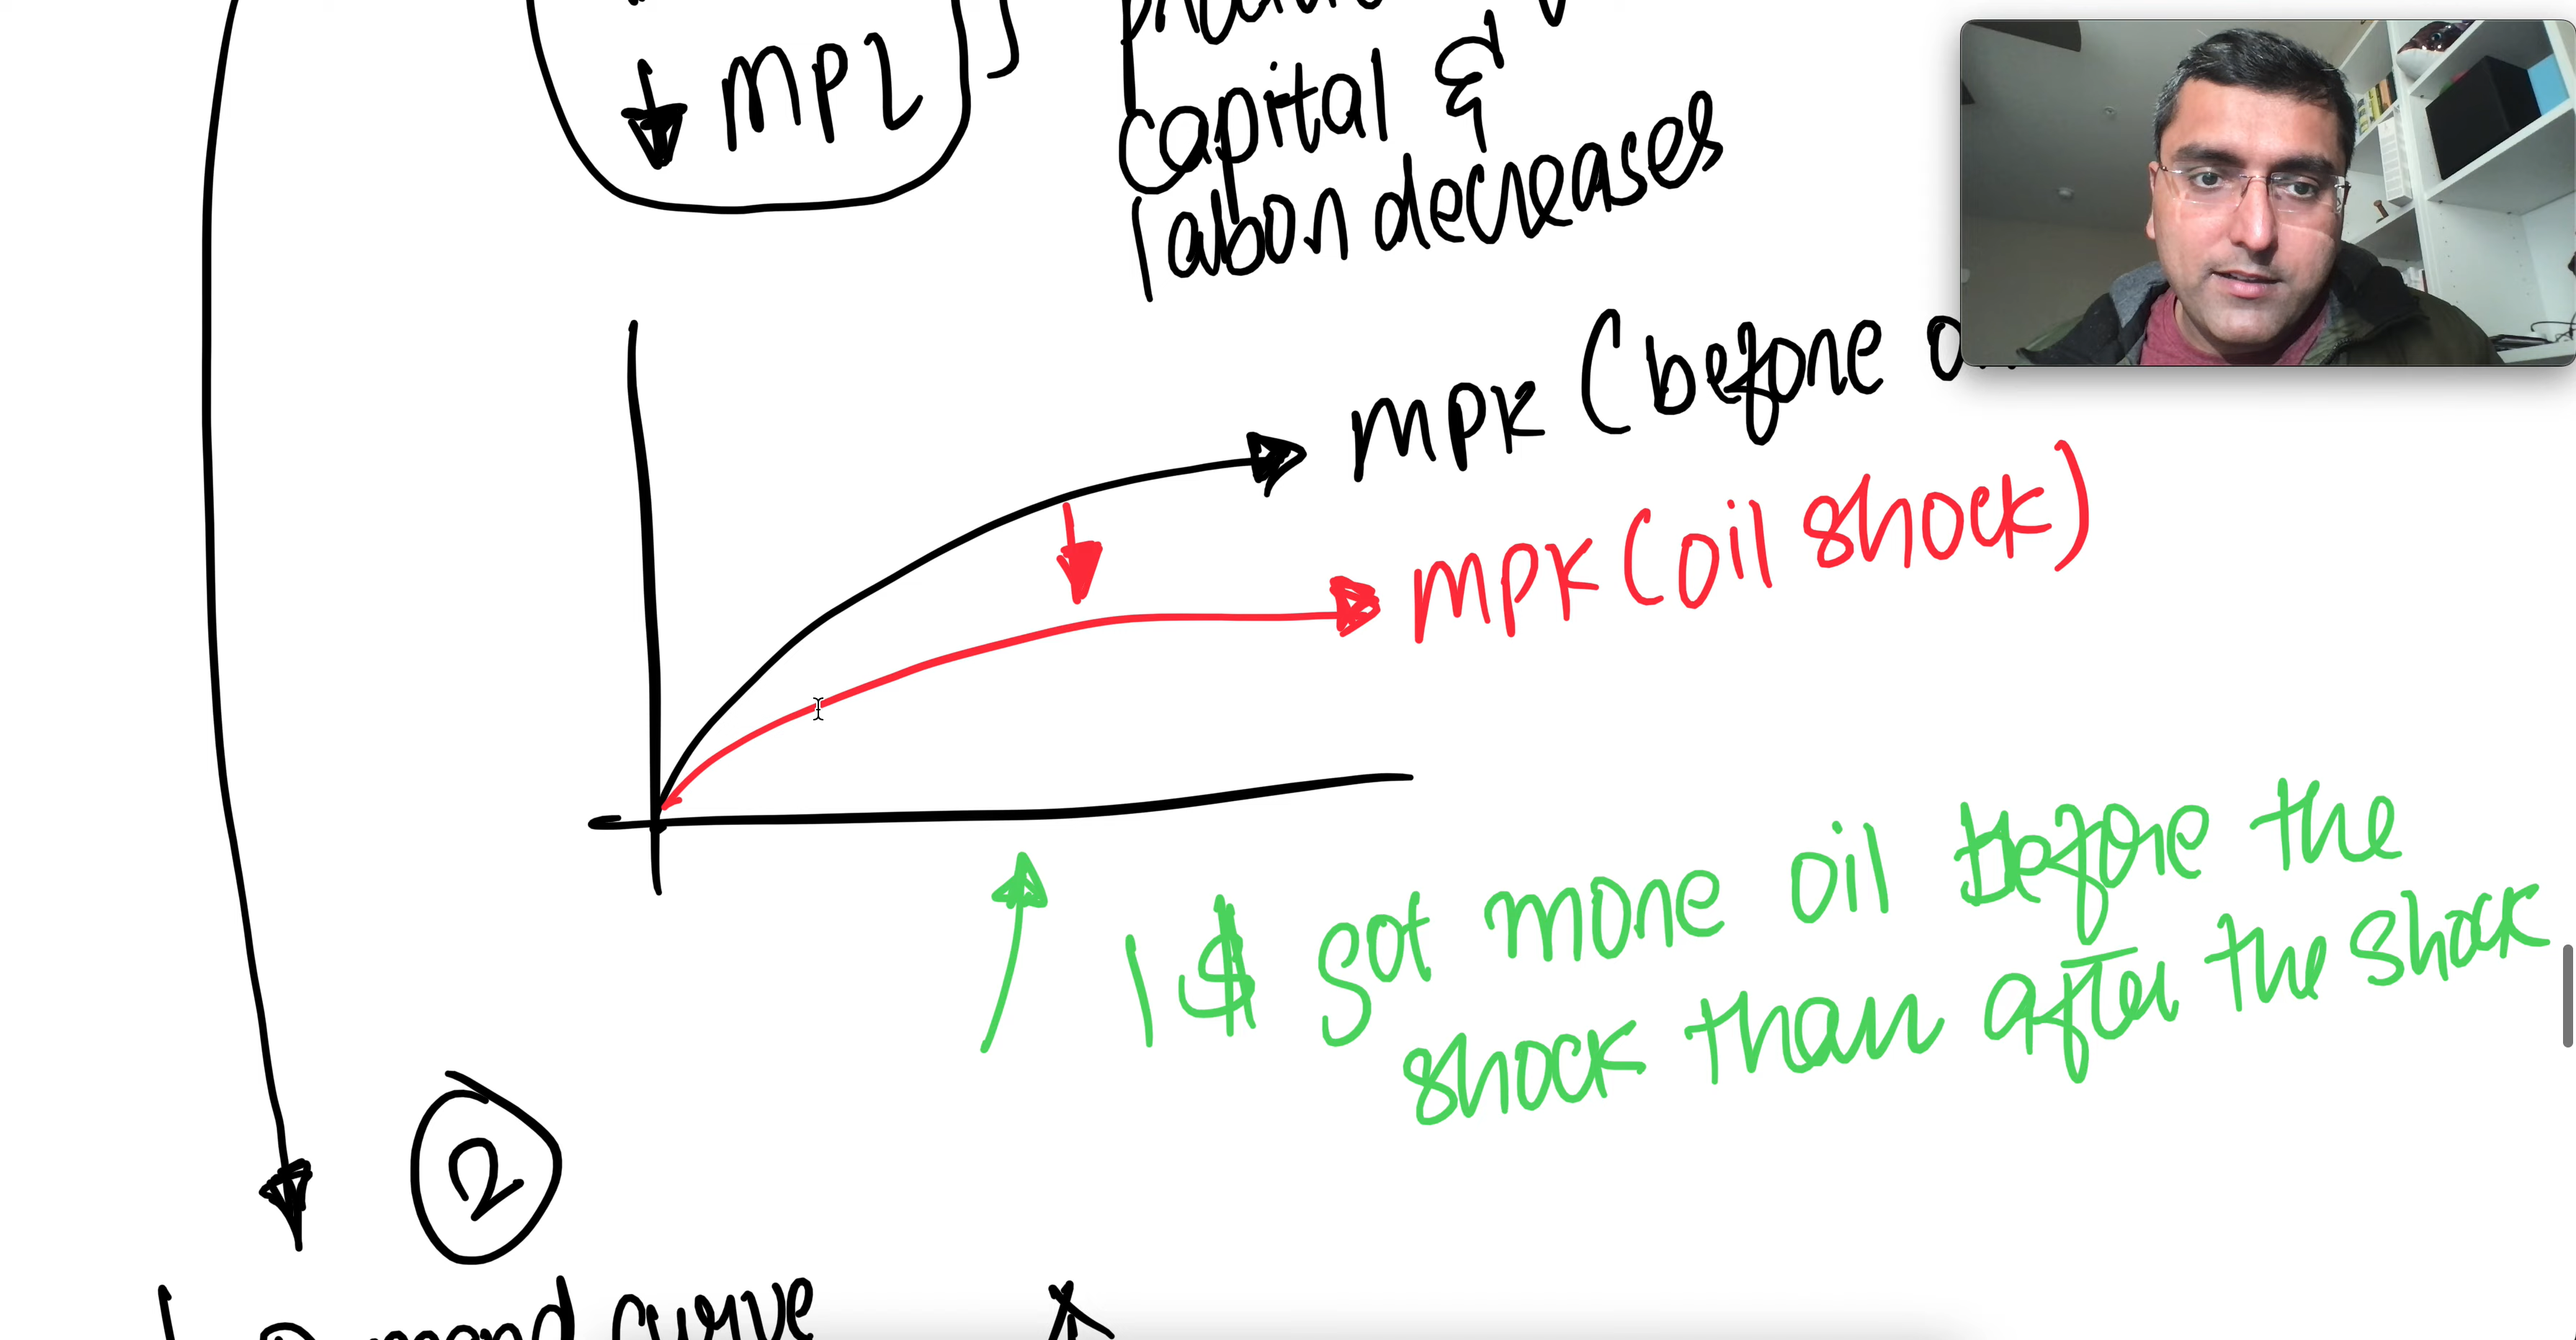 ↓ MPL
capital &
labor decreases
MPK (before
MPK (oil shock)
1$ got more oil before the
shock than after the shock
2
Demand curve